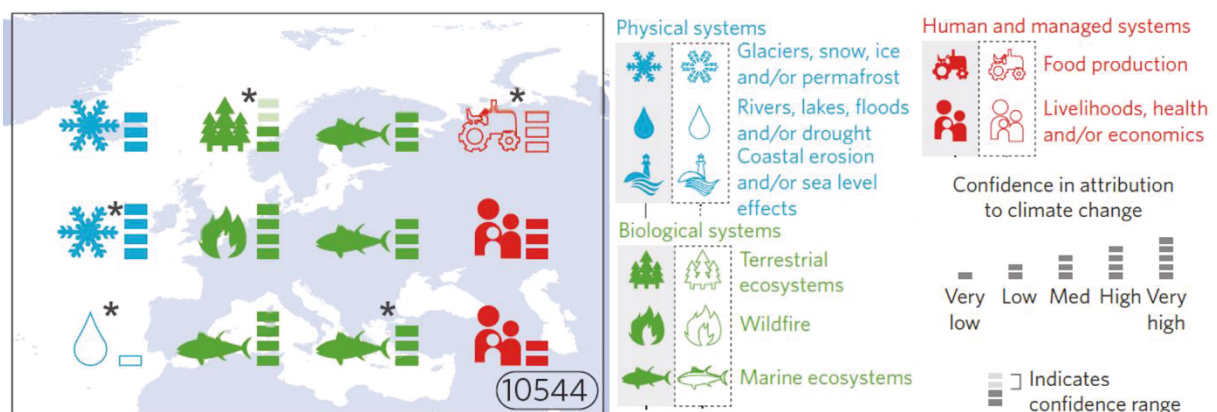 *
*
*
*
*
*
10544
Physical systems
Glaciers, snow, ice
and/or permafrost
Rivers, lakes, floods
and/or drought
Coastal erosion
and/or sea level
effects
Biological systems
Terrestrial
ecosystems
Wildfire
Marine ecosystems
Human and managed systems
Food production
Livelihoods, health
and/or economics
Confidence in attribution
to climate change
Very low
Low
Med
High
Very high
Indicates
confidence range